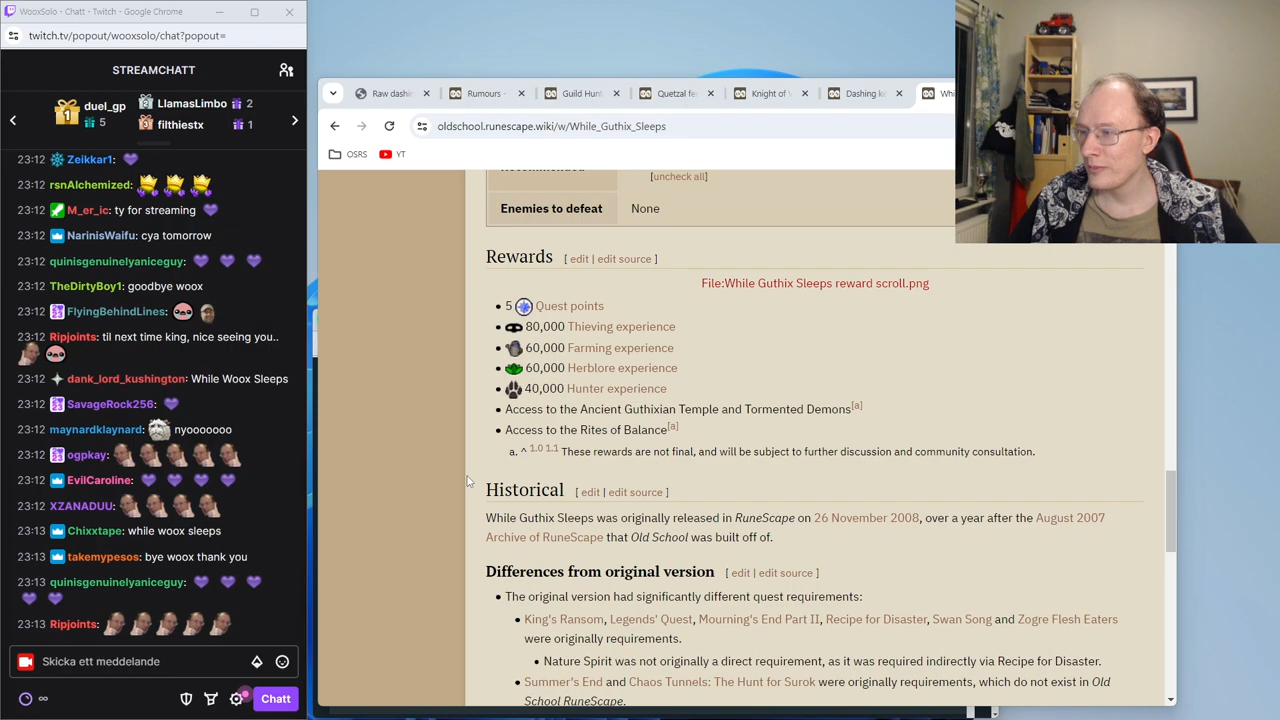 WooxSolo - Chatt - Twitch - Google Chrome
twitch.tv/popout/wooxsolo/chat?popout=
STREAMCHATT
1 duel_gp 5
2 LlamasLimbo 2
3 filthiestx 1
23:12 Zeikkar1:
23:12 rsnAlchemized:
23:12 M_er_ic: ty for streaming
23:12 NarinisWaifu: cya tomorrow
23:12 quinisgenuinelyaniceguy:
23:12 TheDirtyBoy1: goodbye woox
23:12 FlyingBehindLines:
23:12 Ripjoints: til next time king, nice seeing you..
23:12 dank_lord_kushington: While Woox Sleeps
23:12 SavageRock256:
23:12 maynardklaynard: nyooooooo
23:12 ogpkay:
23:12 EvilCaroline:
23:12 XZANADUU:
23:13 Chixxtape: while woox sleeps
23:13 takemypesos: bye woox thank you
23:13 quinisgenuinelyaniceguy:
23:13 Ripjoints:
Skicka ett meddelande
Chatt
Raw dashi
Rumours -
Guild Hunt
Quetzal fe
Knight of V
Dashing ke
Whi
oldschool.runescape.wiki/w/While_Guthix_Sleeps
OSRS YT
Recommended [uncheck all]
Enemies to defeat None
Rewards [ edit | edit source ]
File:While Guthix Sleeps reward scroll.png
• 5 Quest points
• 80,000 Thieving experience
• 60,000 Farming experience
• 60,000 Herblore experience
• 40,000 Hunter experience
• Access to the Ancient Guthixian Temple and Tormented Demons[a]
• Access to the Rites of Balance[a]
a. ^ 1.0 1.1 These rewards are not final, and will be subject to further discussion and community consultation.
Historical [ edit | edit source ]
While Guthix Sleeps was originally released in RuneScape on 26 November 2008, over a year after the August 2007
Archive of RuneScape that Old School was built off of.
Differences from original version [ edit | edit source ]
• The original version had significantly different quest requirements:
• King's Ransom, Legends' Quest, Mourning's End Part II, Recipe for Disaster, Swan Song and Zogre Flesh Eaters
were originally requirements.
• Nature Spirit was not originally a direct requirement, as it was required indirectly via Recipe for Disaster.
• Summer's End and Chaos Tunnels: The Hunt for Surok were originally requirements, which do not exist in Old
School RuneScape.